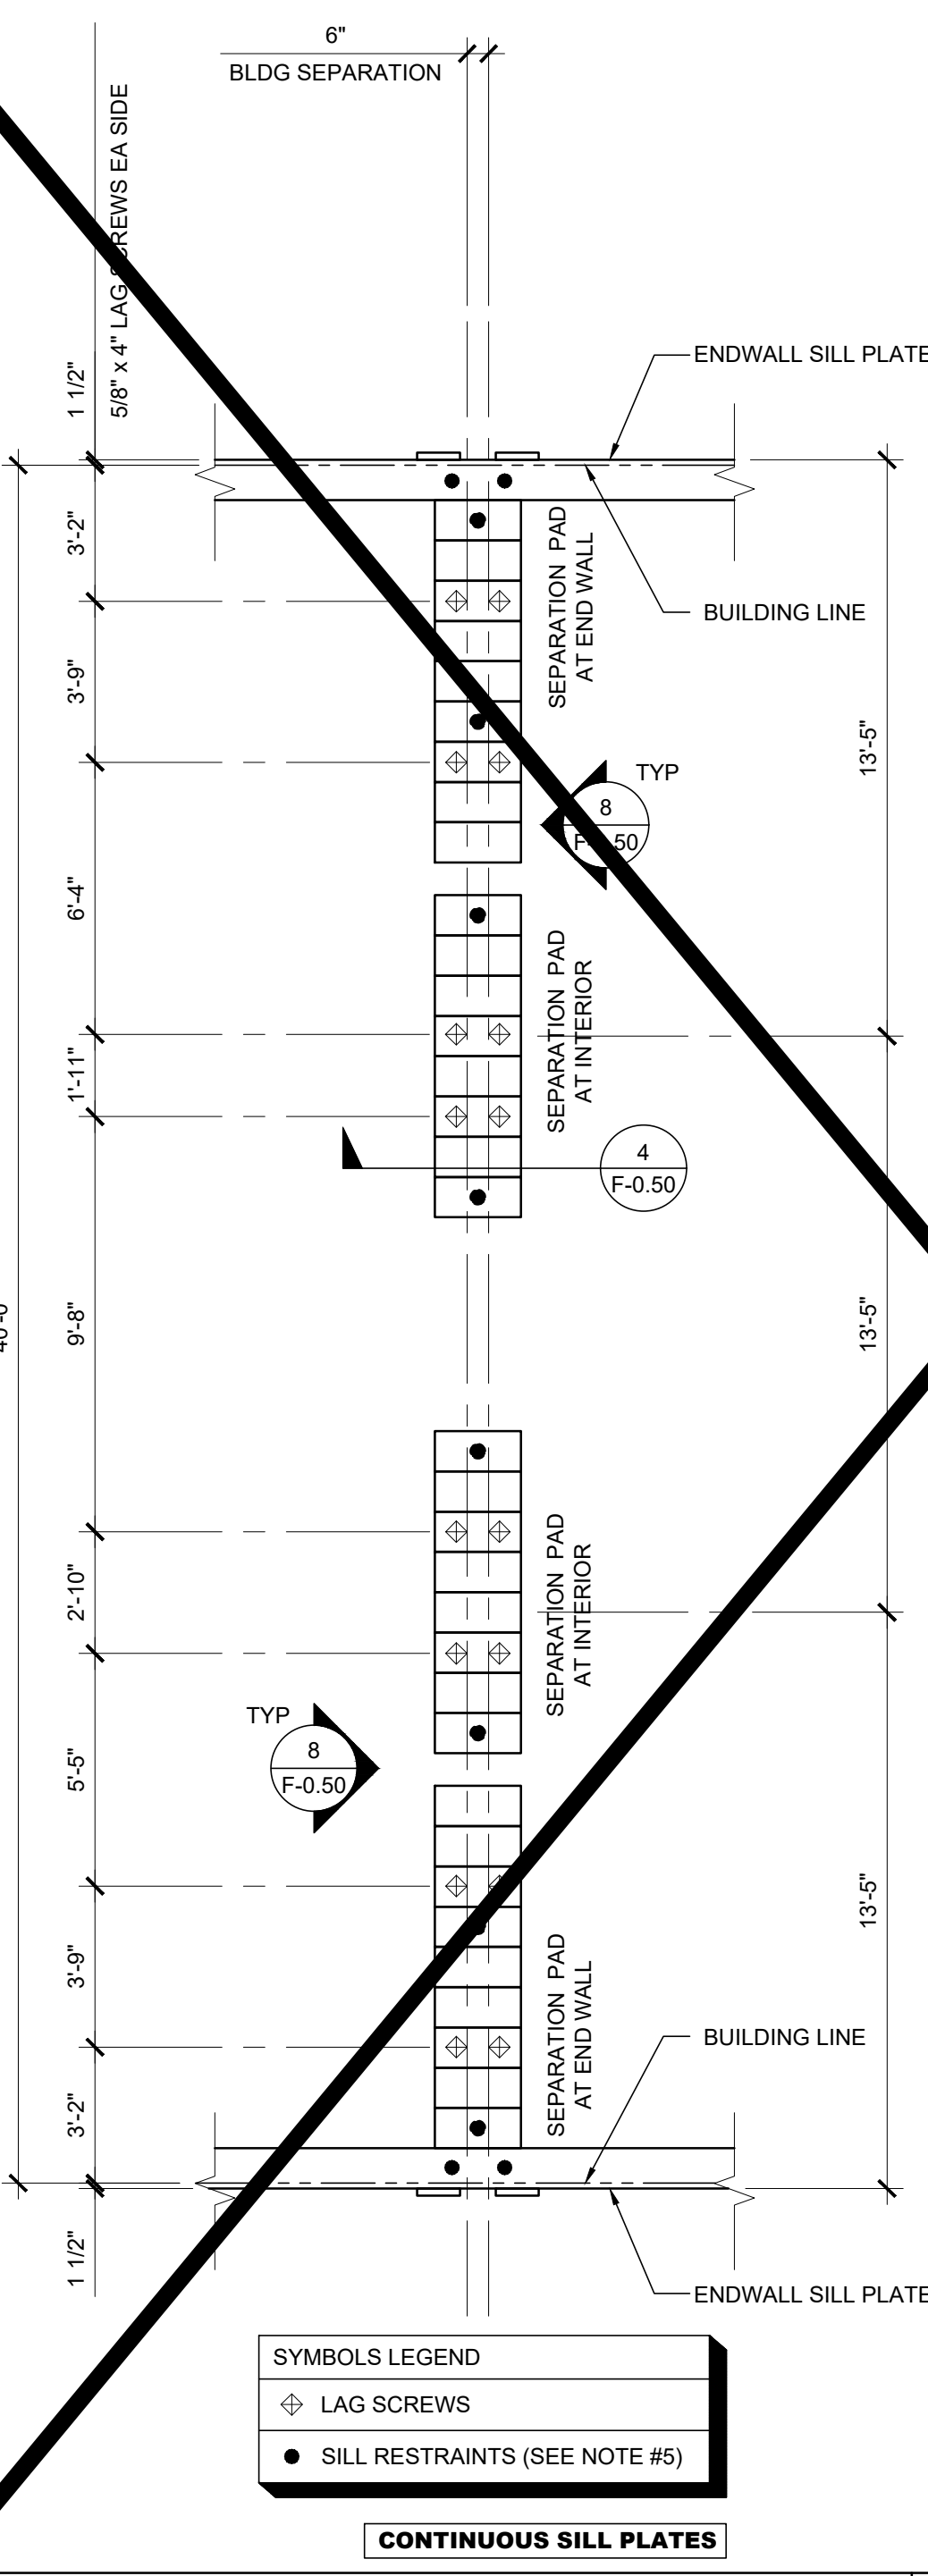 6"
BLDG SEPARATION
5/8" x 4" LAG SCREWS EA SIDE
1 1/2"
ENDWALL SILL PLATE
3'-2"
SEPARATION PAD
AT END WALL
BUILDING LINE
3'-9"
13'-5"
TYP
8
F-0.50
6'-4"
SEPARATION PAD
AT INTERIOR
1'-11"
4
F-0.50
9'-8"
13'-5"
2'-10"
SEPARATION PAD
AT INTERIOR
TYP
8
F-0.50
5'-5"
13'-5"
3'-9"
SEPARATION PAD
AT END WALL
BUILDING LINE
3'-2"
1 1/2"
ENDWALL SILL PLATE
SYMBOLS LEGEND
LAG SCREWS
SILL RESTRAINTS (SEE NOTE #5)
CONTINUOUS SILL PLATES